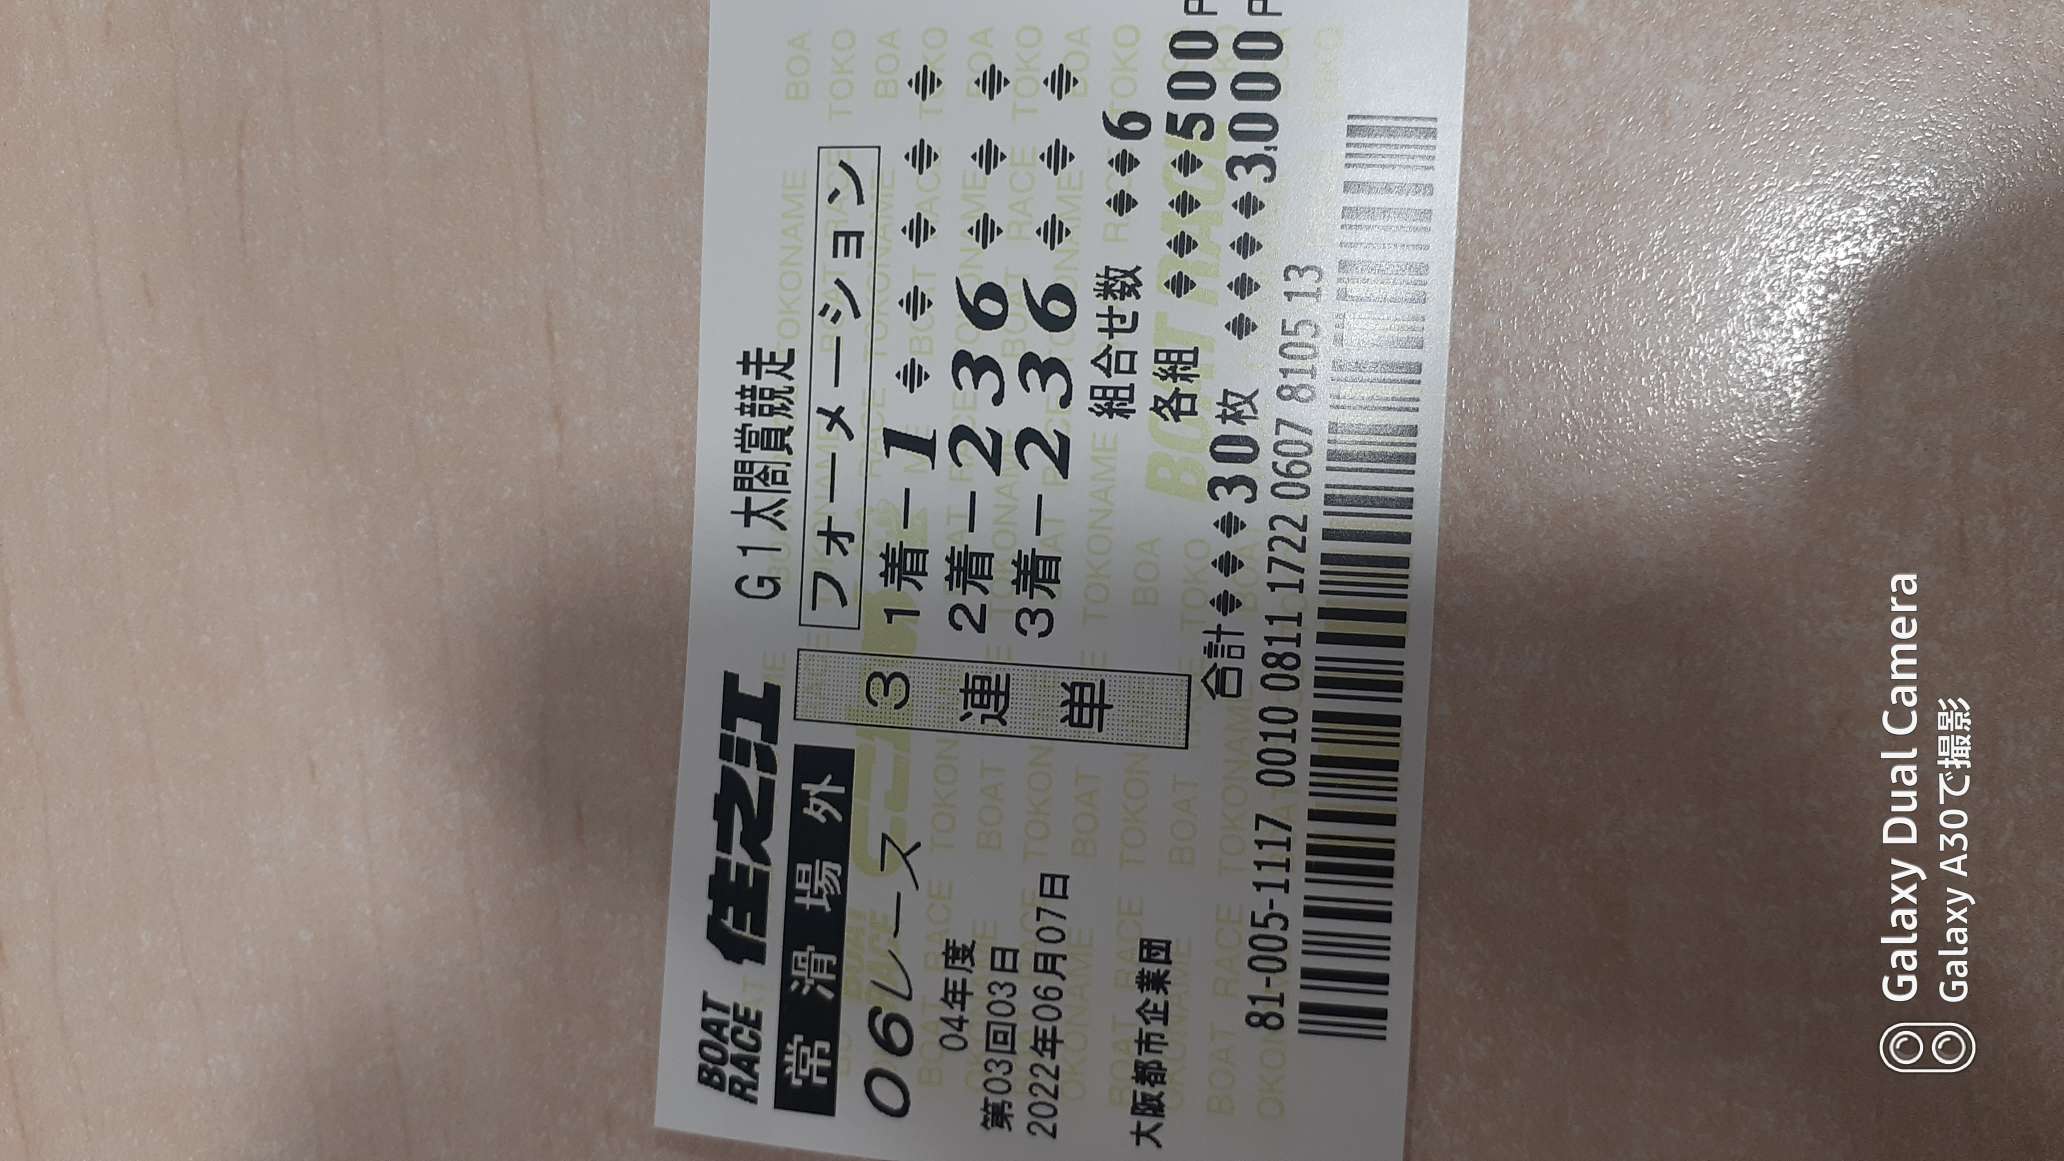 BOAT RACE 住之江 G1太閤賞競走
常滑場外
06レース
04年度
第03回03日
2022年06月07日
大阪都市企業団
3連単
フォーメーション
1着ー1
2着ー236
3着ー236
組合せ数 6
各組 500
合計 30枚 3,000
81-005-1117 0010 0811 1722 0607 8105 13
BOAT RACE TOKONAME
Galaxy Dual Camera
Galaxy A30で撮影